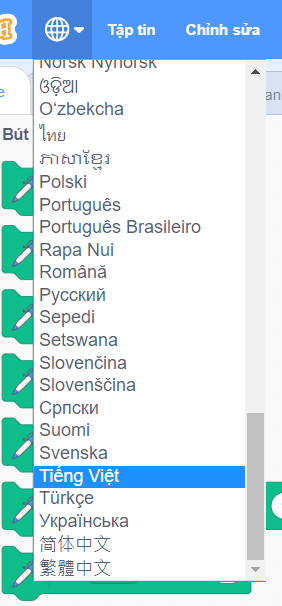 Tập tin Chỉnh sửa
Norsk Nynorsk
ଓଡ଼ିଆ
Oʻzbekcha
ไทย
ភាសាខ្មែរ
Polski
Português
Português Brasileiro
Rapa Nui
Română
Русский
Sepedi
Setswana
Slovenčina
Slovenščina
Српски
Suomi
Svenska
Tiếng Việt
Türkçe
Українська
简体中文
繁體中文
Bút